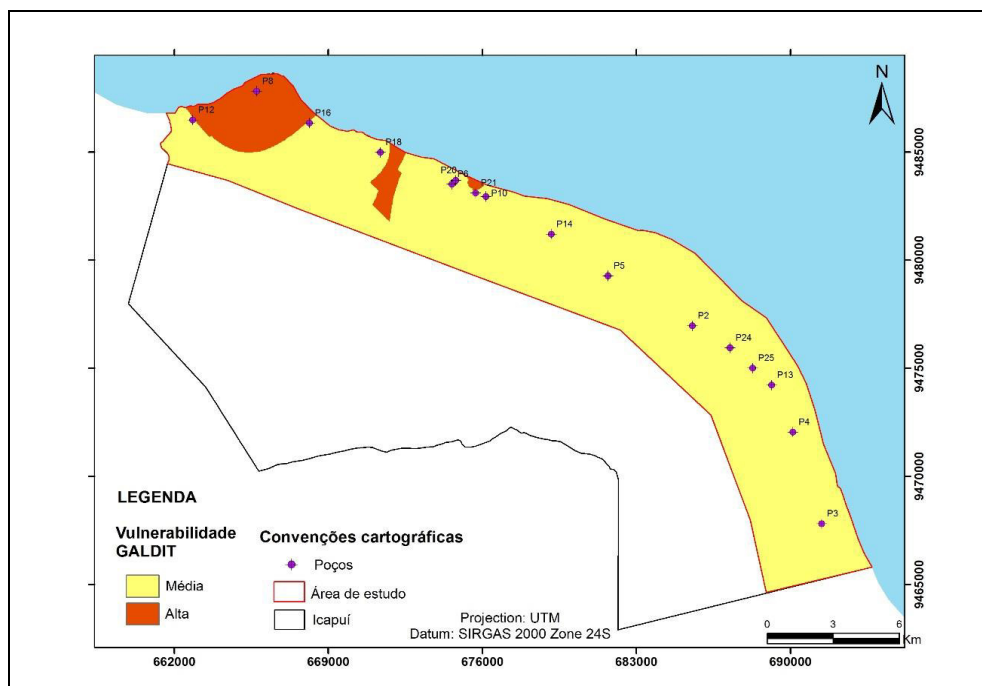 N
P8
P12
P16
P18
P20
P6
P21
P10
P14
P5
P2
P24
P25
P13
P4
P3
9485000
9480000
9475000
9470000
9465000
LEGENDA
Vulnerabilidade
GALDIT
Média
Alta
Convenções cartográficas
Poços
Área de estudo
Icapuí
Projection: UTM
Datum: SIRGAS 2000 Zone 24S
0 3 6
Km
662000 669000 676000 683000 690000